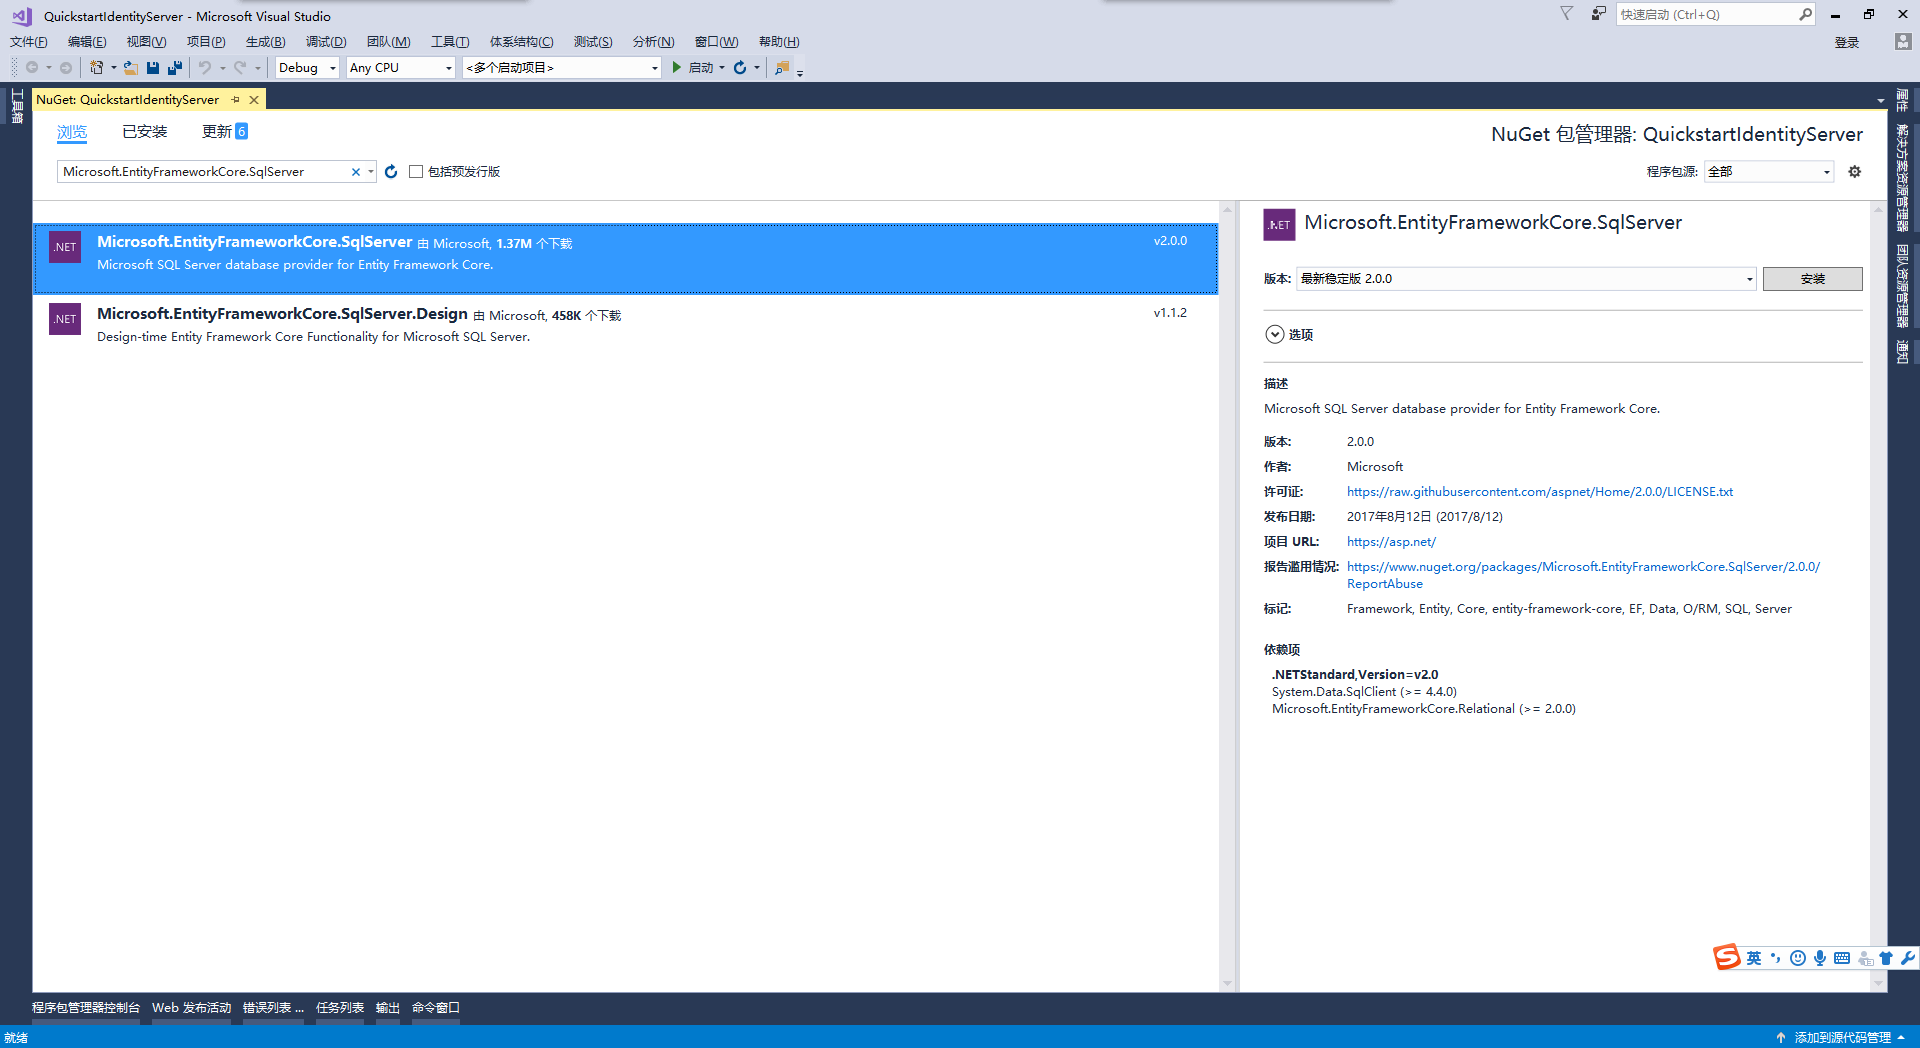 QuickstartIdentityServer - Microsoft Visual Studio
快速启动 (Ctrl+Q)
文件(F) 编辑(E) 视图(V) 项目(P) 生成(B) 调试(D) 团队(M) 工具(T) 体系结构(C) 测试(S) 分析(N) 窗口(W) 帮助(H)
登录
Debug Any CPU <多个启动项目> 启动
工具箱
NuGet: QuickstartIdentityServer
浏览 已安装 更新 6
NuGet 包管理器: QuickstartIdentityServer
Microsoft.EntityFrameworkCore.SqlServer 包括预发行版
程序包源: 全部
.NET Microsoft.EntityFrameworkCore.SqlServer 由 Microsoft, 1.37M 个下载 v2.0.0
Microsoft SQL Server database provider for Entity Framework Core.
.NET Microsoft.EntityFrameworkCore.SqlServer.Design 由 Microsoft, 458K 个下载 v1.1.2
Design-time Entity Framework Core Functionality for Microsoft SQL Server.
.NET Microsoft.EntityFrameworkCore.SqlServer
版本: 最新稳定版 2.0.0 安装
选项
描述
Microsoft SQL Server database provider for Entity Framework Core.
版本: 2.0.0
作者: Microsoft
许可证: https://raw.githubusercontent.com/aspnet/Home/2.0.0/LICENSE.txt
发布日期: 2017年8月12日 (2017/8/12)
项目 URL: https://asp.net/
报告滥用情况: https://www.nuget.org/packages/Microsoft.EntityFrameworkCore.SqlServer/2.0.0/
ReportAbuse
标记: Framework, Entity, Core, entity-framework-core, EF, Data, O/RM, SQL, Server
依赖项
.NETStandard,Version=v2.0
System.Data.SqlClient (>= 4.4.0)
Microsoft.EntityFrameworkCore.Relational (>= 2.0.0)
属性
解决方案资源管理器
团队资源管理器
通知
S 英
程序包管理器控制台 Web 发布活动 错误列表 ... 任务列表 输出 命令窗口
就绪
添加到源代码管理